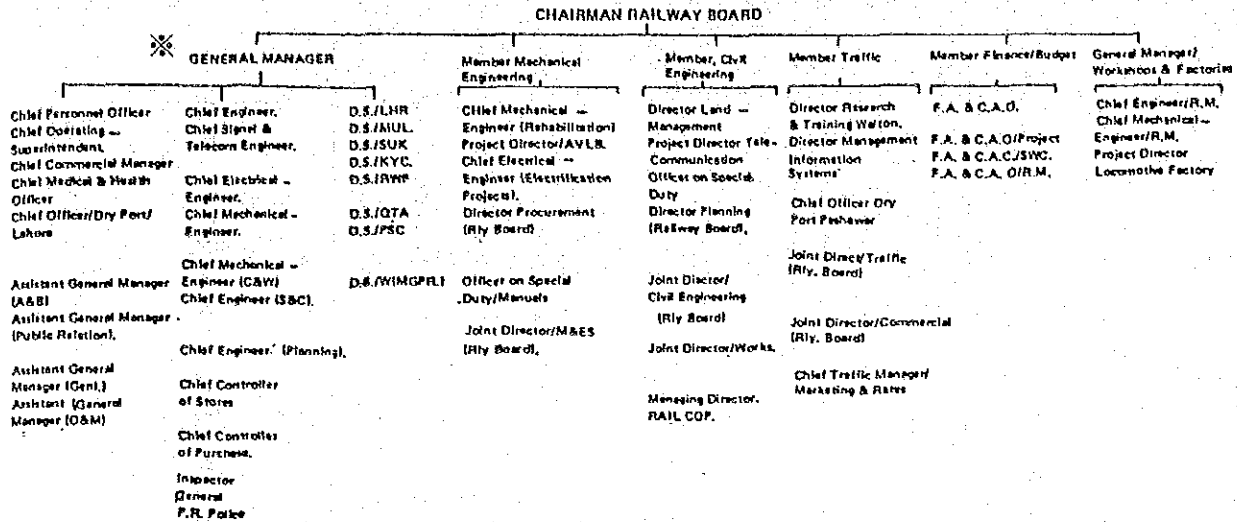 CHAIRMAN RAILWAY BOARD
※
GENERAL MANAGER
Chief Personnel Officer
Chief Operating –
Superintendent.
Chief Commercial Manager
Chief Medical & Health
Officer
Chief Officer/Dry Port/
Lahore
Assistant General Manager
(A&B)
Assistant General Manager
(Public Relation).
Assistant General
Manager (Genl.)
Assistant (General
Manager (O&M)
Chief Engineer.
Chief Signel &
Telecom Engineer.
Chief Electrical –
Engineer.
Chief Mechanical –
Engineer.
Chief Mechanical –
Engineer (C&W)
Chief Engineer (S&C).
Chief Engineer. (Planning).
Chief Controller
of Stores
Chief Controller
of Purchase.
Inspector
General
P.R. Police
D.S./LHR
D.S./MUL.
D.S./SUK
D.S./KYC.
D.S./RWP
D.S./QTA
D.S./PSC
Member Mechanical
Engineering
Chief Mechanical –
Engineer (Rehabilitation)
Project Director/AVLB.
Chief Electrical –
Engineer (Electrification
Projects).
Director Procurement
(Rly Board)
Officer on Special
Duty/Manuals
Joint Director/M&ES
(Rly Board).
Member, Civil
Engineering
Director Land –
Management
Project Director Tele-
Communication
Officer on Special
Duty
Director Planning
(Railway Board).
Joint Diector/
Civil Engineering
(Rly Board)
Joint Director/Works.
Managing Director.
RAIL COP.
Member Traffic
Director Research
& Training Walton.
Director Management
Information
Systems
Chief Officer Dry
Port Peshawer
Joint Direct/Traffic
(Rly. Board)
Joint Director/Commercial
(Rly. Board)
Chief Traffic Manager/
Marketing & Rates
Member Finance/Budget
F.A. & C.A.O.
F.A. & C.A.O/Project
F.A. & C.A.C./SWC.
F.A. & C.A. O/R.M.
General Manager/
Workshops & Factories
Chief Engineer/R.M.
Chief Mechanical –
Engineer/R.M.
Project Director
Locomotive Factory